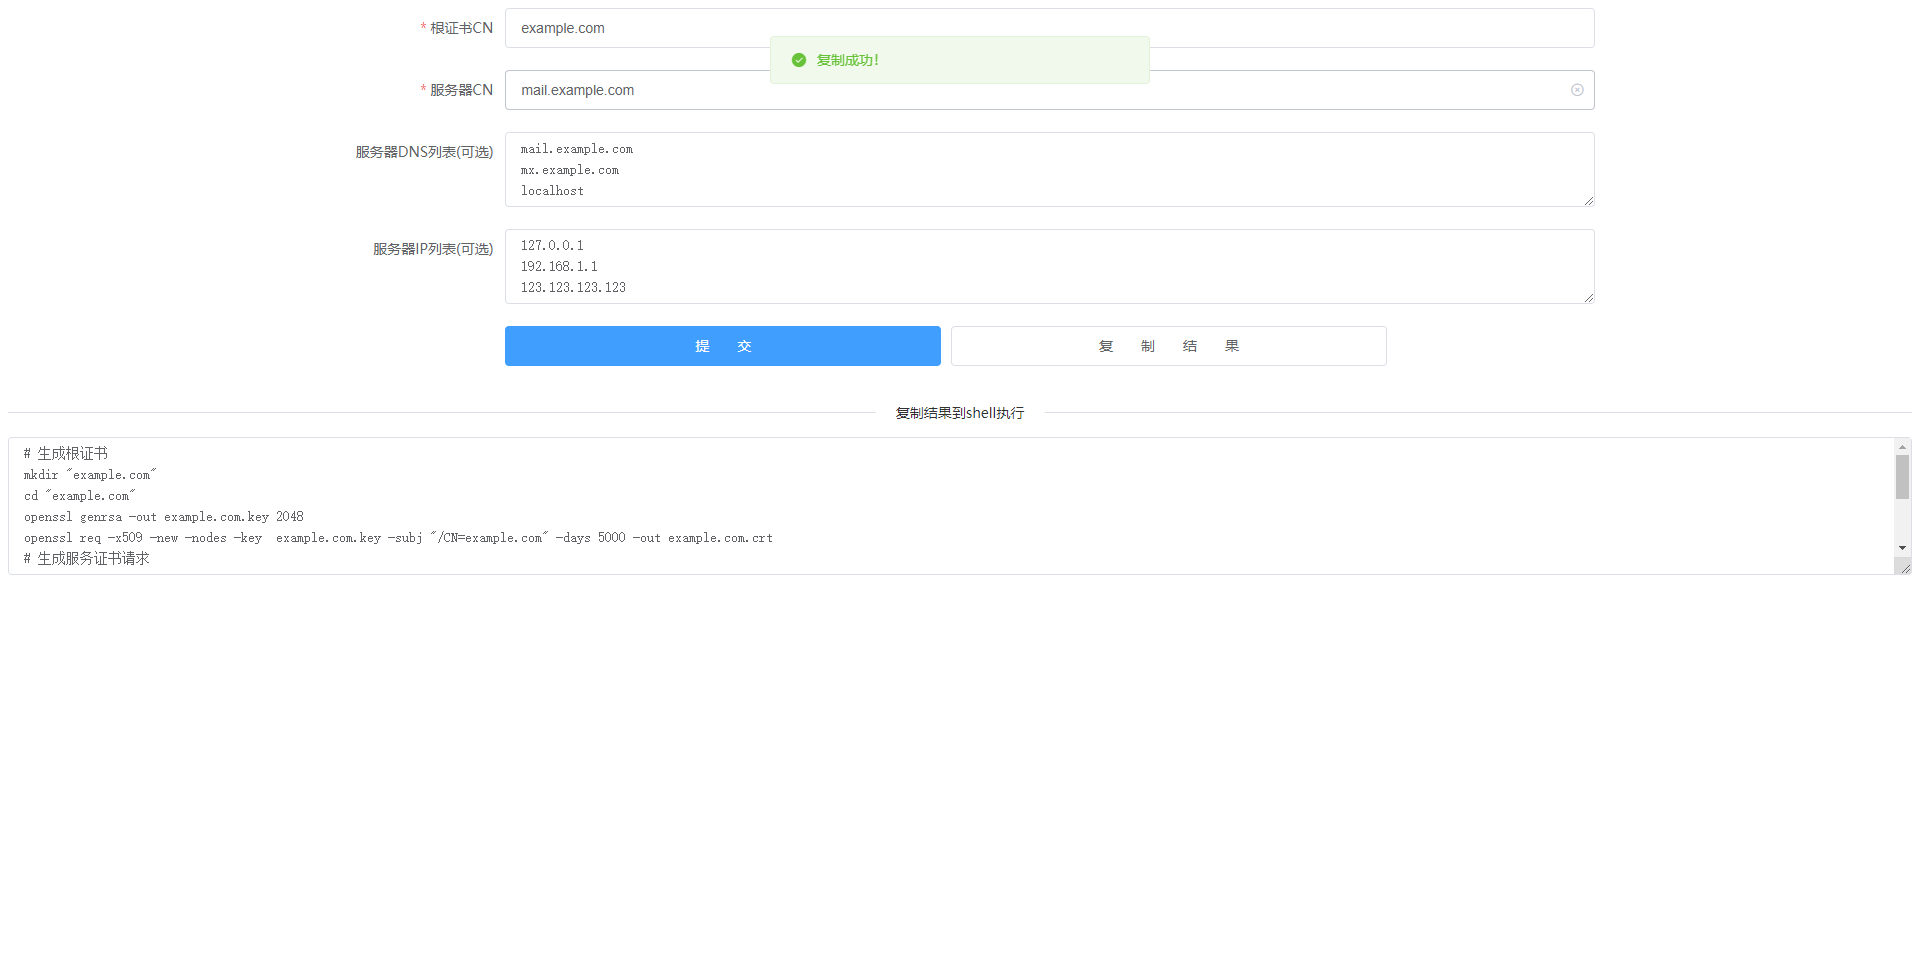 * 根证书CN
example.com
复制成功!
* 服务器CN
mail.example.com
服务器DNS列表(可选)
mail.example.com
mx.example.com
localhost
服务器IP列表(可选)
127.0.0.1
192.168.1.1
123.123.123.123
提 交
复 制 结 果
复制结果到shell执行
# 生成根证书
mkdir "example.com"
cd "example.com"
openssl genrsa -out example.com.key 2048
openssl req -x509 -new -nodes -key  example.com.key -subj "/CN=example.com" -days 5000 -out example.com.crt
# 生成服务证书请求